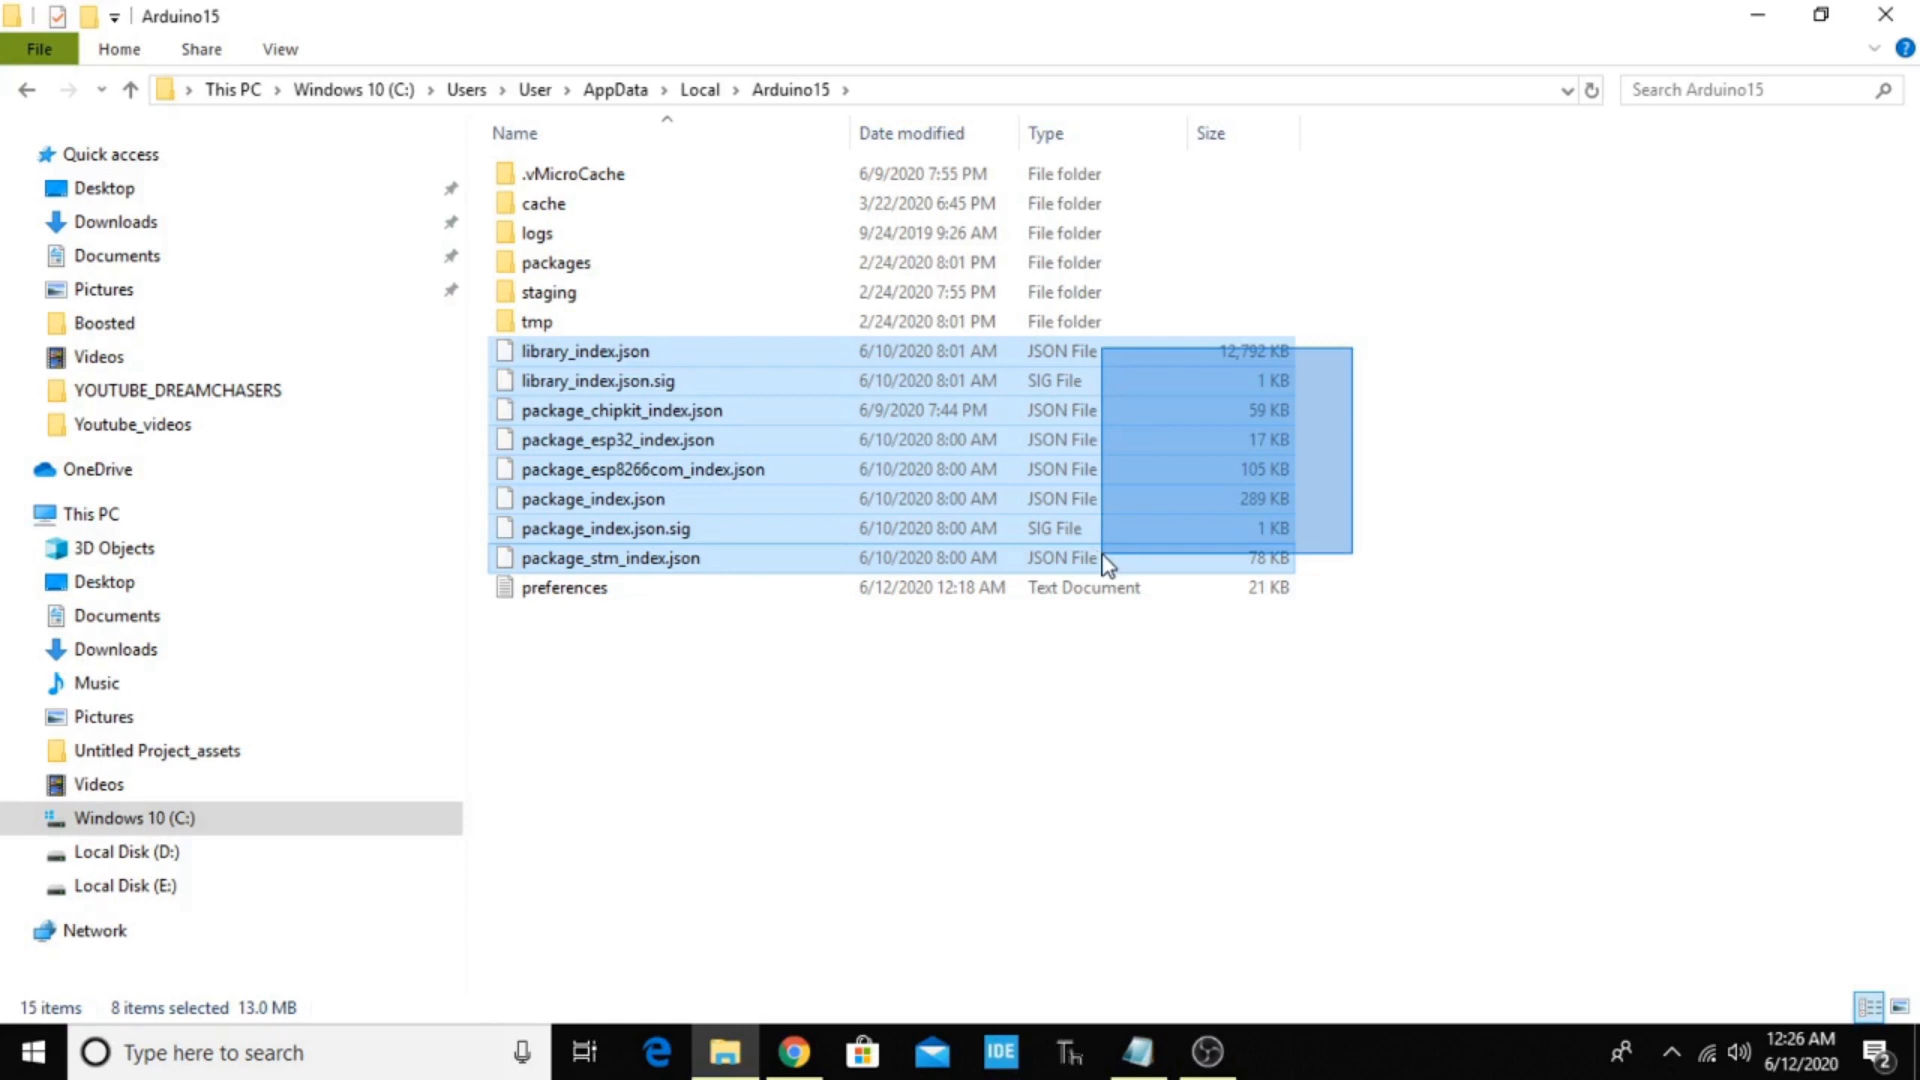 Arduino15
File Home Share View
This PC Windows 10 (C:) Users User AppData Local Arduino15
Search Arduino15
Name Date modified Type Size
Quick access
Desktop
Downloads
Documents
Pictures
Boosted
Videos
YOUTUBE_DREAMCHASERS
Youtube_videos
OneDrive
This PC
3D Objects
Desktop
Documents
Downloads
Music
Pictures
Untitled Project_assets
Videos
Windows 10 (C:)
Local Disk (D:)
Local Disk (E:)
Network
.vMicroCache 6/9/2020 7:55 PM File folder
cache 3/22/2020 6:45 PM File folder
logs 9/24/2019 9:26 AM File folder
packages 2/24/2020 8:01 PM File folder
staging 2/24/2020 7:55 PM File folder
tmp 2/24/2020 8:01 PM File folder
library_index.json 6/10/2020 8:01 AM JSON File 12,792 KB
library_index.json.sig 6/10/2020 8:01 AM SIG File 1 KB
package_chipkit_index.json 6/9/2020 7:44 PM JSON File 59 KB
package_esp32_index.json 6/10/2020 8:00 AM JSON File 17 KB
package_esp8266com_index.json 6/10/2020 8:00 AM JSON File 105 KB
package_index.json 6/10/2020 8:00 AM JSON File 289 KB
package_index.json.sig 6/10/2020 8:00 AM SIG File 1 KB
package_stm_index.json 6/10/2020 8:00 AM JSON File 78 KB
preferences 6/12/2020 12:18 AM Text Document 21 KB
15 items 8 items selected 13.0 MB
Type here to search
IDE
Th
12:26 AM
6/12/2020
2